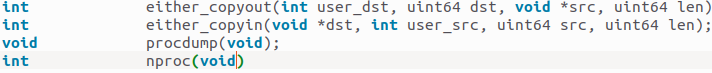 int either_copyout(int user_dst, uint64 dst, void *src, uint64 len)
int either_copyin(void *dst, int user_src, uint64 src, uint64 len);
void procdump(void);
int nproc(void)